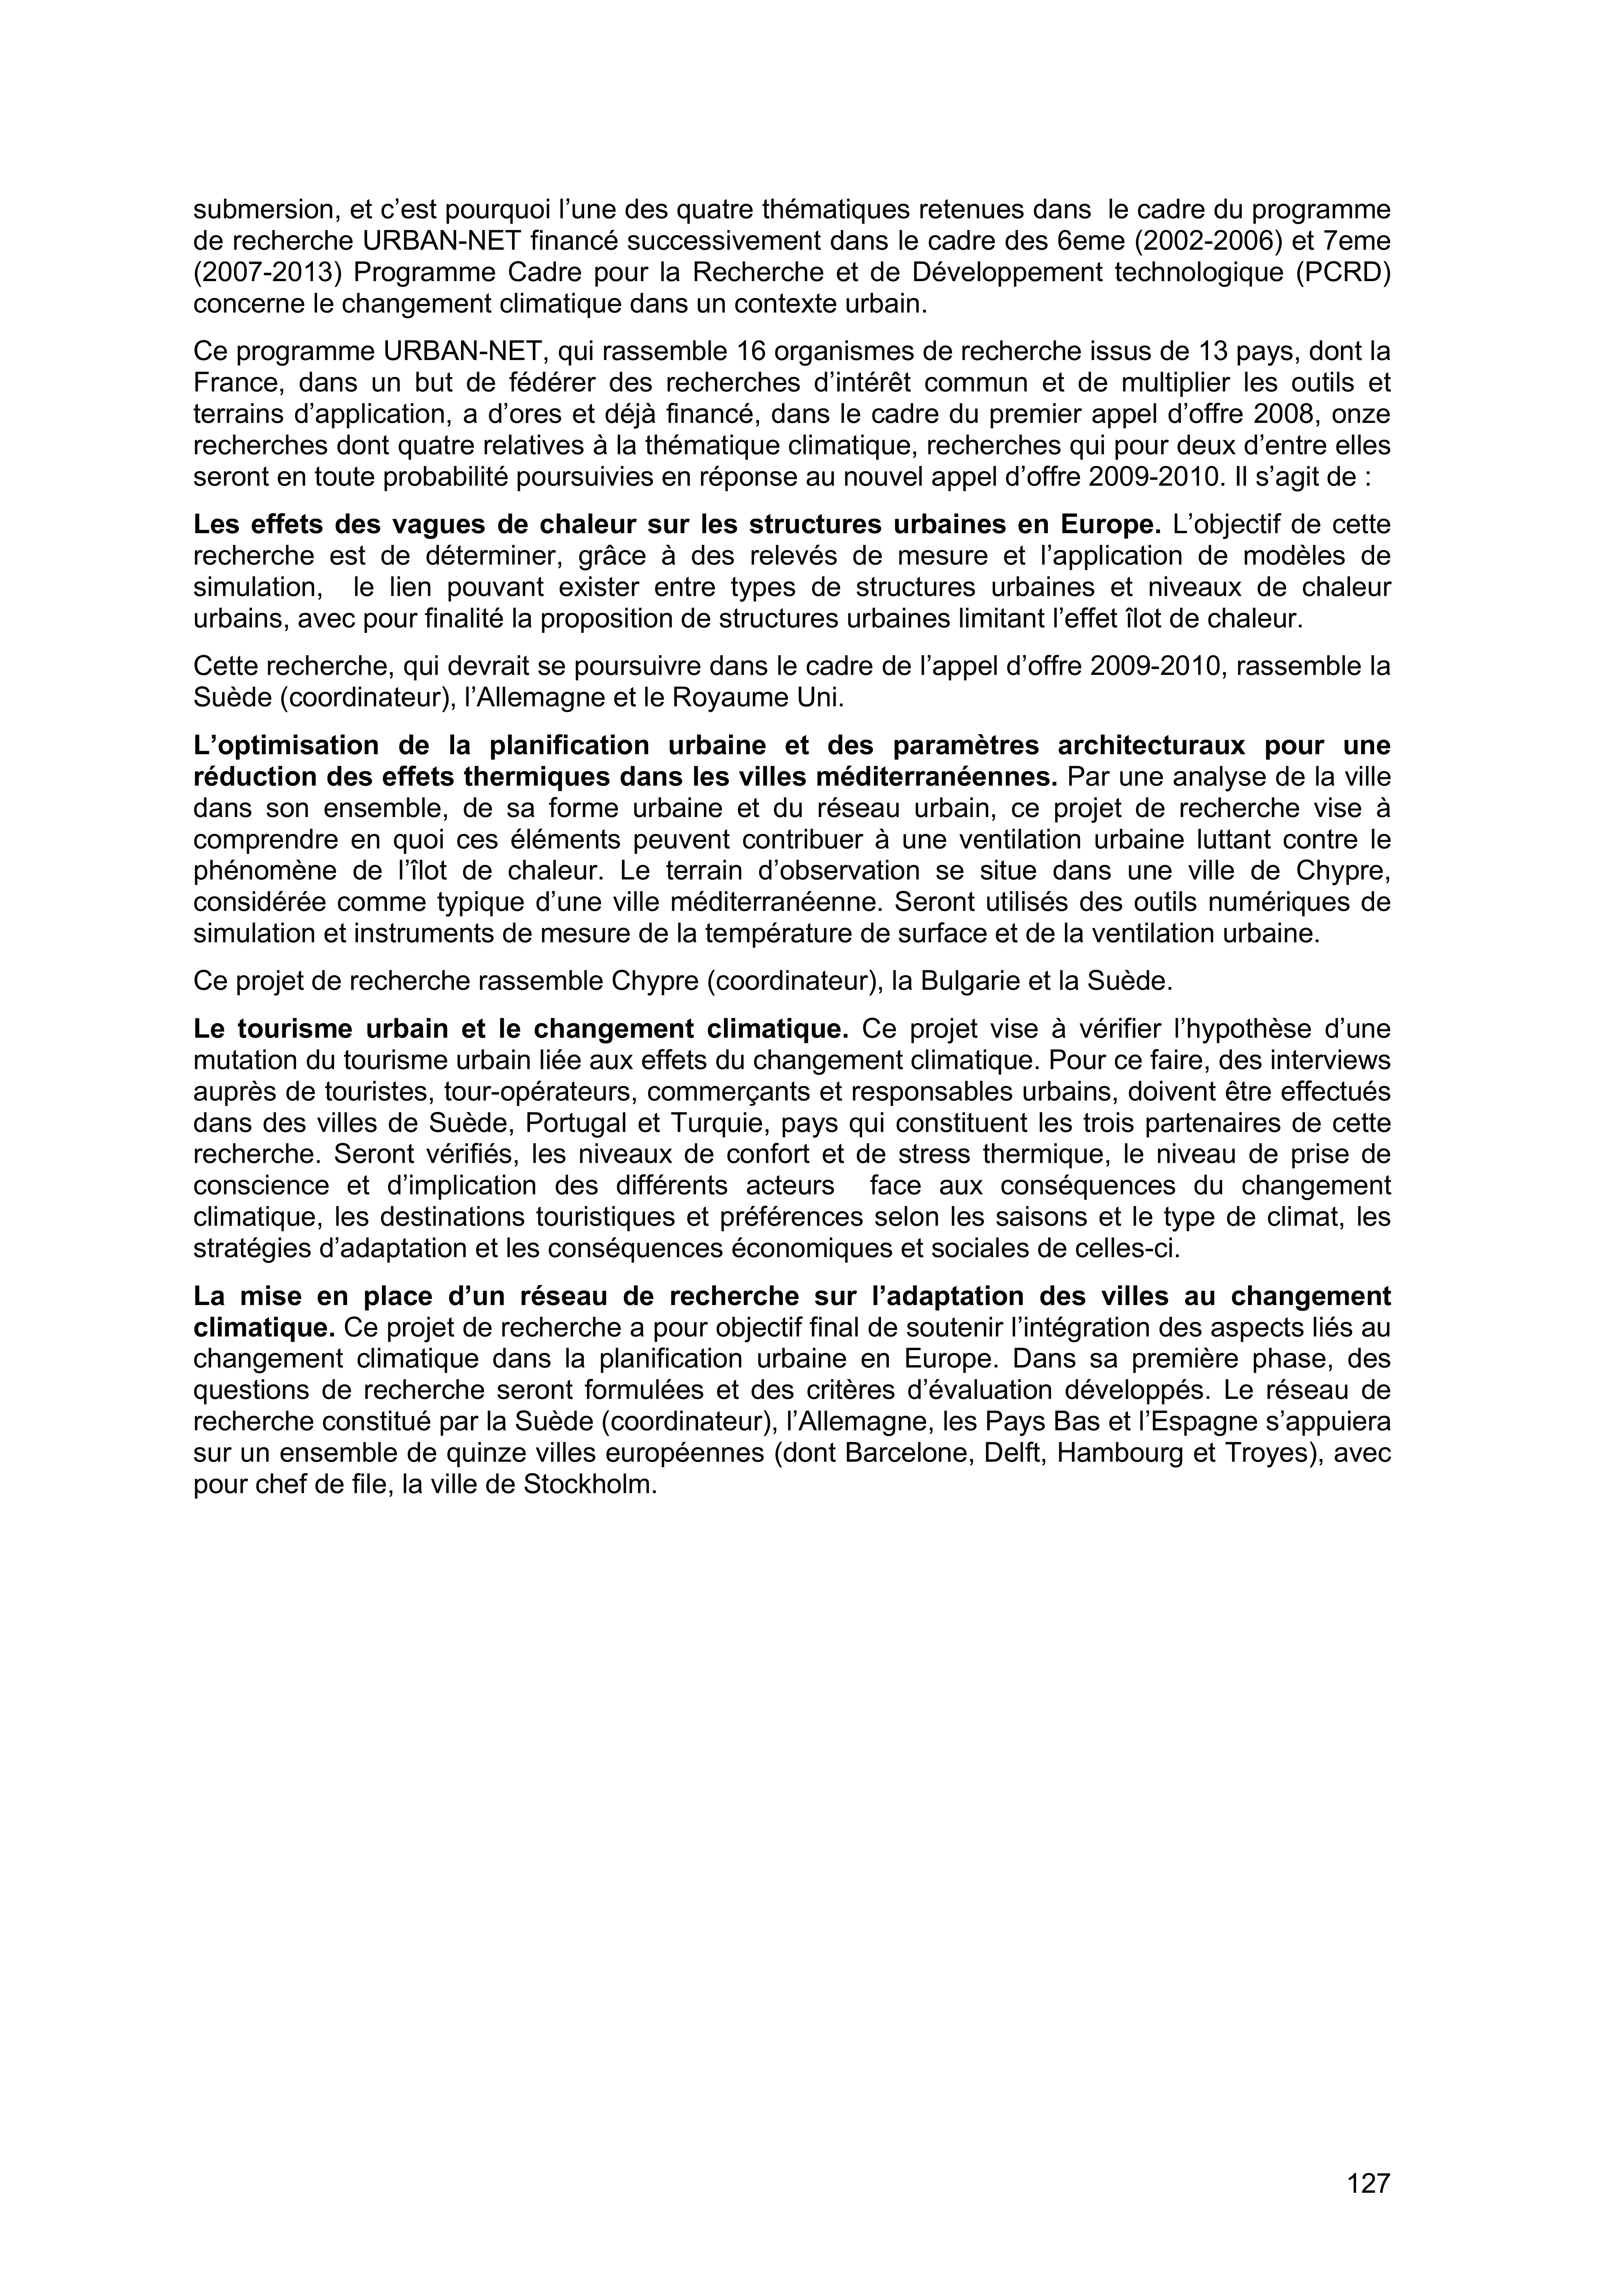 submersion, et c’est pourquoi l’une des quatre thématiques retenues dans  le cadre du programme
de recherche URBAN-NET financé successivement dans le cadre des 6eme (2002-2006) et 7eme
(2007-2013) Programme Cadre pour la Recherche et de Développement technologique (PCRD)
concerne le changement climatique dans un contexte urbain.
Ce programme URBAN-NET, qui rassemble 16 organismes de recherche issus de 13 pays, dont la
France, dans un but de fédérer des recherches d’intérêt commun et de multiplier les outils et
terrains d’application, a d’ores et déjà financé, dans le cadre du premier appel d’offre 2008, onze
recherches dont quatre relatives à la thématique climatique, recherches qui pour deux d’entre elles
seront en toute probabilité poursuivies en réponse au nouvel appel d’offre 2009-2010. Il s’agit de :
Les effets des vagues de chaleur sur les structures urbaines en Europe. L’objectif de cette
recherche est de déterminer, grâce à des relevés de mesure et l’application de modèles de
simulation,  le lien pouvant exister entre types de structures urbaines et niveaux de chaleur
urbains, avec pour finalité la proposition de structures urbaines limitant l’effet îlot de chaleur.
Cette recherche, qui devrait se poursuivre dans le cadre de l’appel d’offre 2009-2010, rassemble la
Suède (coordinateur), l’Allemagne et le Royaume Uni.
L’optimisation de la planification urbaine et des paramètres architecturaux pour une
réduction des effets thermiques dans les villes méditerranéennes. Par une analyse de la ville
dans son ensemble, de sa forme urbaine et du réseau urbain, ce projet de recherche vise à
comprendre en quoi ces éléments peuvent contribuer à une ventilation urbaine luttant contre le
phénomène de l’îlot de chaleur. Le terrain d’observation se situe dans une ville de Chypre,
considérée comme typique d’une ville méditerranéenne. Seront utilisés des outils numériques de
simulation et instruments de mesure de la température de surface et de la ventilation urbaine.
Ce projet de recherche rassemble Chypre (coordinateur), la Bulgarie et la Suède.
Le tourisme urbain et le changement climatique. Ce projet vise à vérifier l’hypothèse d’une
mutation du tourisme urbain liée aux effets du changement climatique. Pour ce faire, des interviews
auprès de touristes, tour-opérateurs, commerçants et responsables urbains, doivent être effectués
dans des villes de Suède, Portugal et Turquie, pays qui constituent les trois partenaires de cette
recherche. Seront vérifiés, les niveaux de confort et de stress thermique, le niveau de prise de
conscience et d’implication des différents acteurs  face aux conséquences du changement
climatique, les destinations touristiques et préférences selon les saisons et le type de climat, les
stratégies d’adaptation et les conséquences économiques et sociales de celles-ci.
La mise en place d’un réseau de recherche sur l’adaptation des villes au changement
climatique. Ce projet de recherche a pour objectif final de soutenir l’intégration des aspects liés au
changement climatique dans la planification urbaine en Europe. Dans sa première phase, des
questions de recherche seront formulées et des critères d’évaluation développés. Le réseau de
recherche constitué par la Suède (coordinateur), l’Allemagne, les Pays Bas et l’Espagne s’appuiera
sur un ensemble de quinze villes européennes (dont Barcelone, Delft, Hambourg et Troyes), avec
pour chef de file, la ville de Stockholm.
127